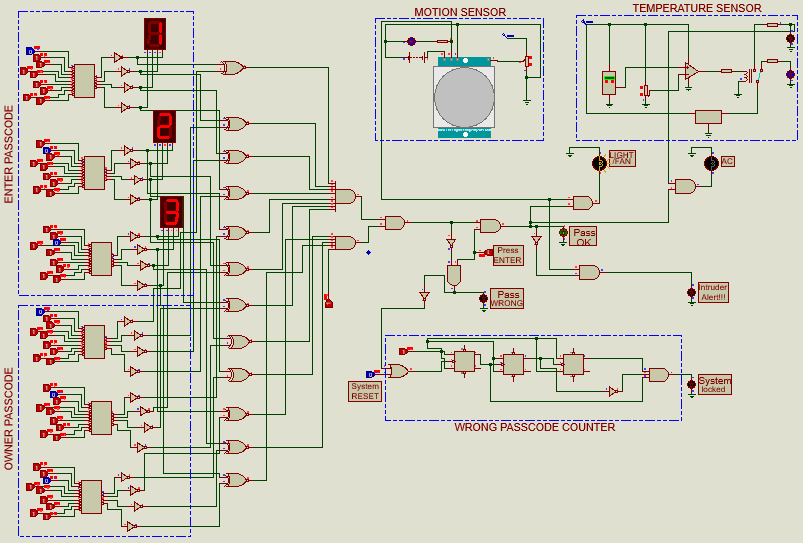 MOTION SENSOR
TEMPERATURE SENSOR
ENTER PASSCODE
1
2
3
LIGHT
/FAN
AC
Pass
OK
Press
ENTER
Pass
WRONG
Intruder
Alert!!!!
OWNER PASSCODE
System
RESET
System
locked
WRONG PASSCODE COUNTER